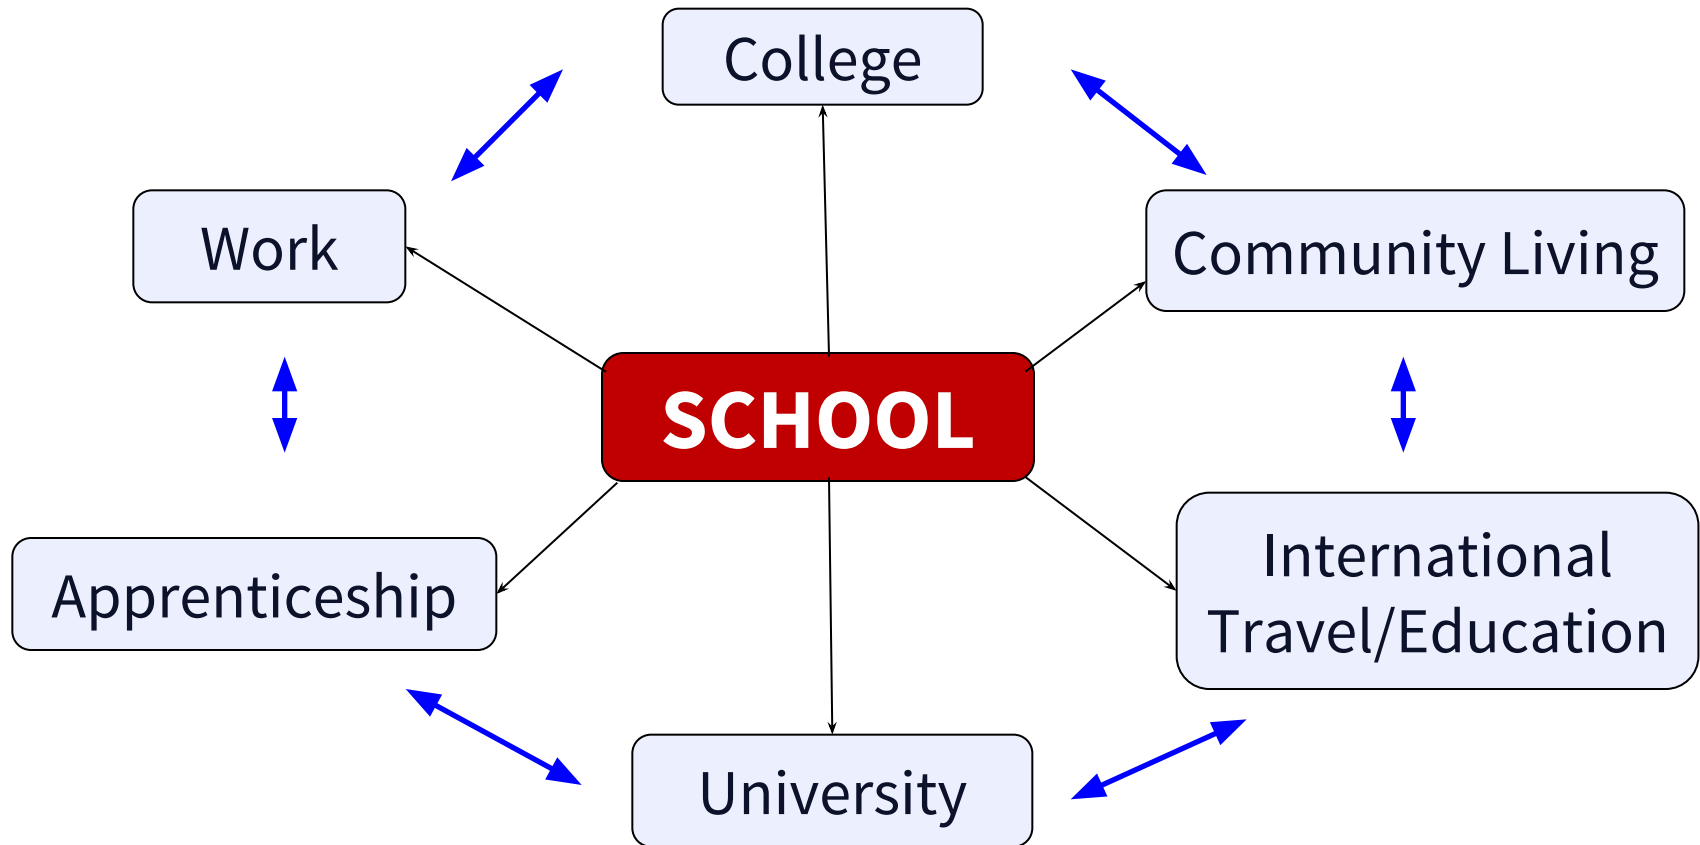 College
Work
Community Living
SCHOOL
Apprenticeship
International
Travel/Education
University